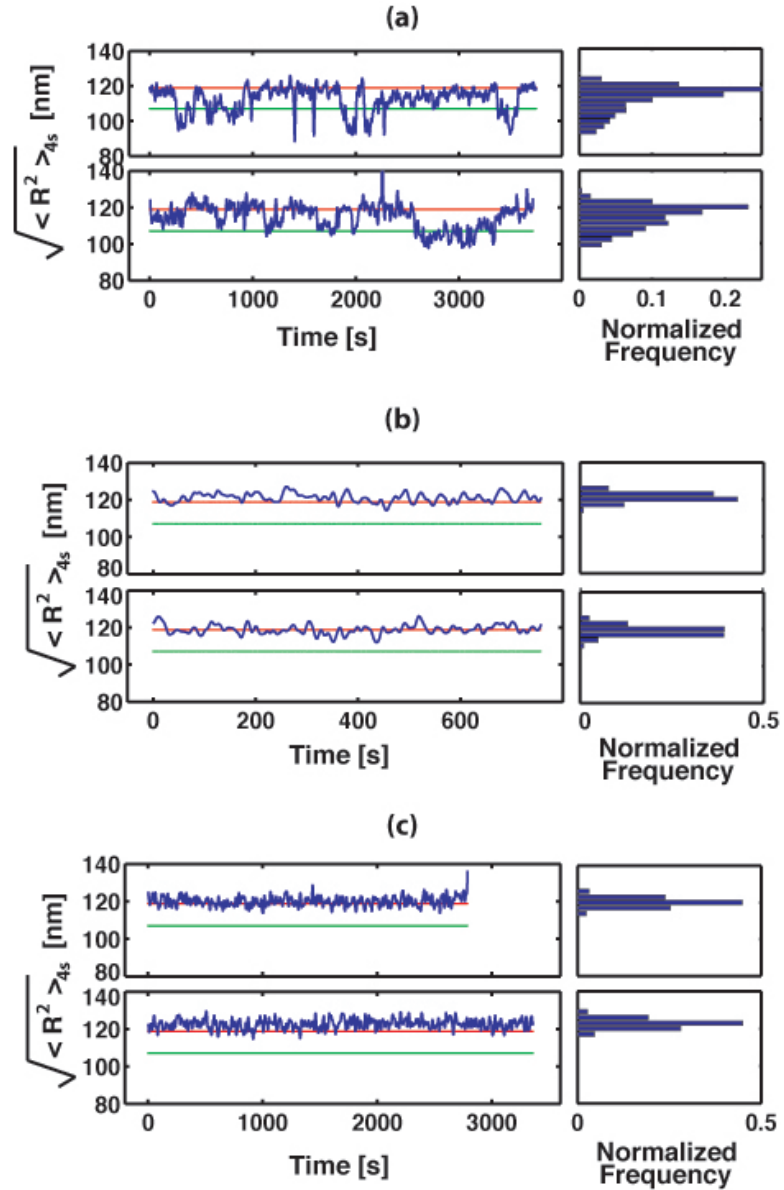 (a)
√< R² >4s [nm]
140
120
100
80
140
120
100
80
0 1000 2000 3000
Time [s]
0 0.1 0.2
Normalized
Frequency
(b)
√< R² >4s [nm]
140
120
100
80
140
120
100
80
0 200 400 600
Time [s]
0 0.5
Normalized
Frequency
(c)
√< R² >4s [nm]
140
120
100
80
140
120
100
80
0 1000 2000 3000
Time [s]
0 0.5
Normalized
Frequency